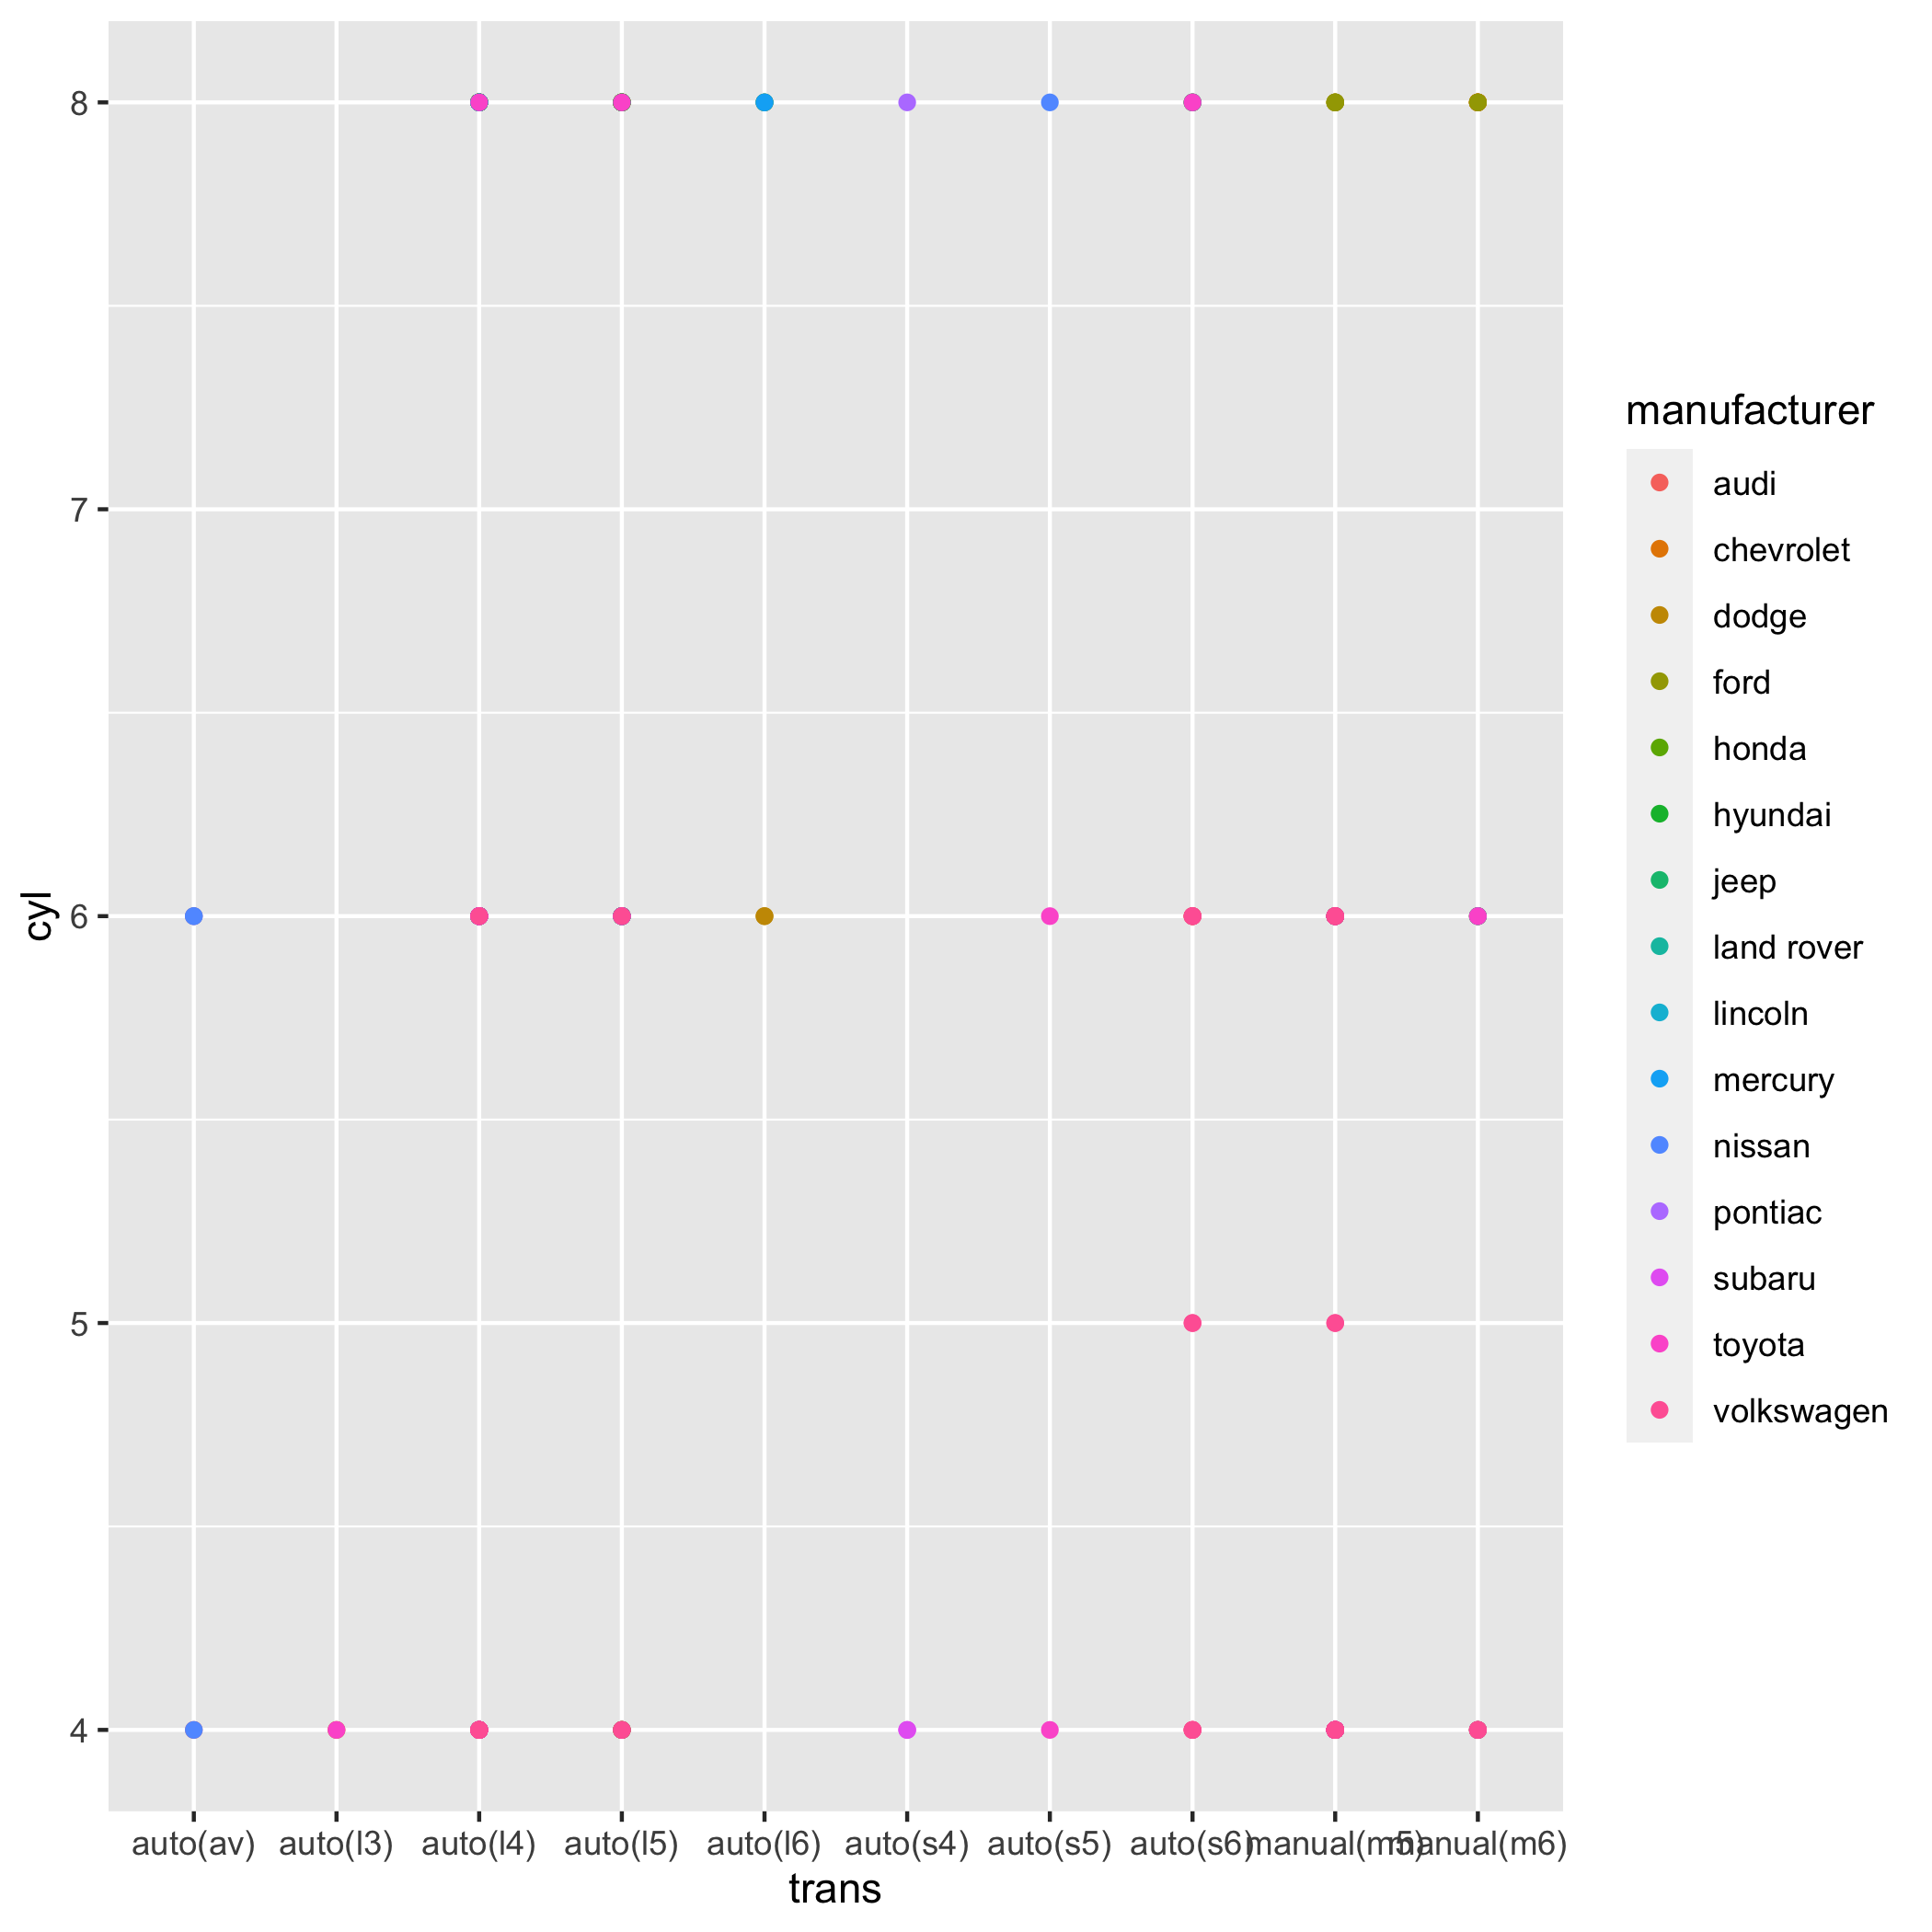 8
7
6
5
4
cyl
auto(av) auto(l3) auto(l4) auto(l5) auto(l6) auto(s4) auto(s5) auto(s6) manual(m5) manual(m6)
trans
manufacturer
audi
chevrolet
dodge
ford
honda
hyundai
jeep
land rover
lincoln
mercury
nissan
pontiac
subaru
toyota
volkswagen